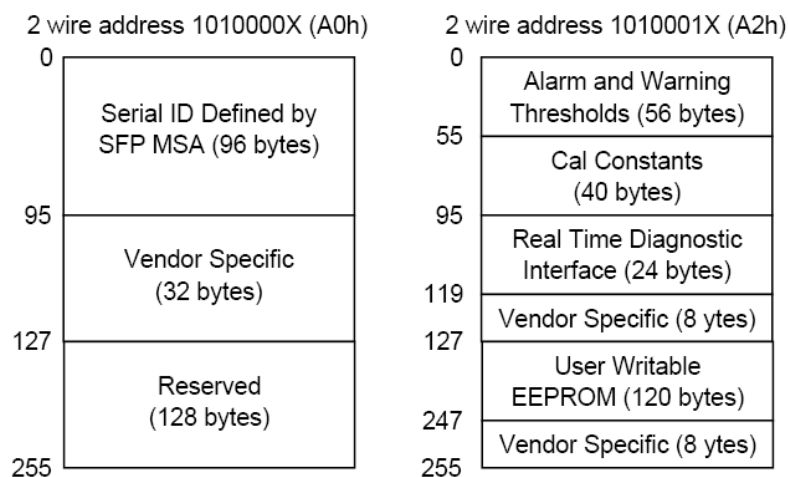 2 wire address 1010000X (A0h)
0
Serial ID Defined by
SFP MSA (96 bytes)
95
Vendor Specific
(32 bytes)
127
Reserved
(128 bytes)
255
2 wire address 1010001X (A2h)
0
Alarm and Warning
Thresholds (56 bytes)
55
Cal Constants
(40 bytes)
95
Real Time Diagnostic
Interface (24 bytes)
119
Vendor Specific (8 ytes)
127
User Writable
EEPROM (120 bytes)
247
Vendor Specific (8 ytes)
255